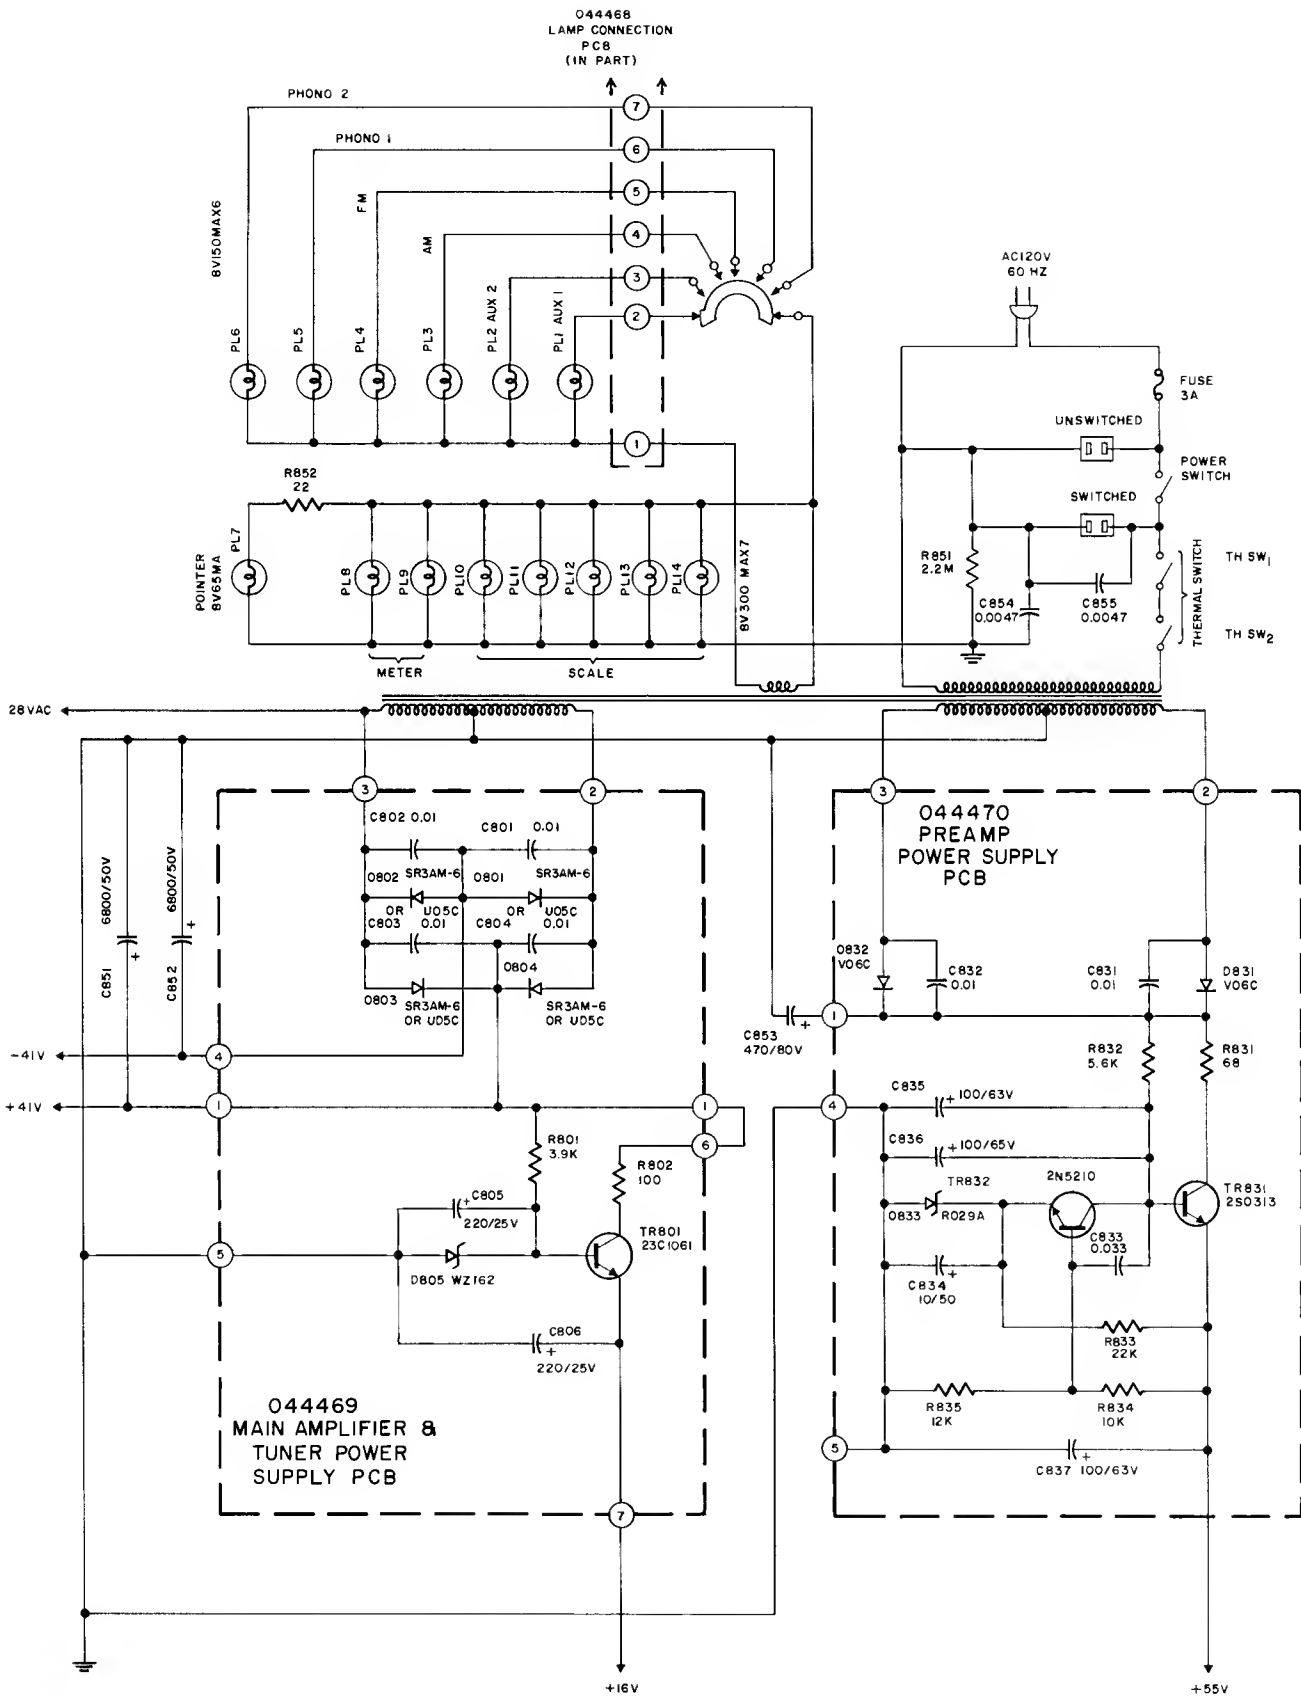 044468
LAMP CONNECTION
PCB
(IN PART)
PHONO 2
7
PHONO 1
6
FM
5
AM
4
3
2
1
8V150MAX6
PL6
PL5
PL4
PL3
PL2 AUX 2
PL1 AUX 1
AC120V
60 HZ
FUSE
3A
UNSWITCHED
POWER
SWITCH
SWITCHED
R852
22
POINTER
8V65MA
PL7
PL8
PL9
PL10
PL11
PL12
PL13
PL14
8V300 MAX7
R851
2.2M
C854
0.0047
C855
0.0047
THERMAL SWITCH
TH SW1
TH SW2
METER
SCALE
28VAC
3
2
3
2
044470
PREAMP
POWER SUPPLY
PCB
C802 0.01
C801 0.01
D802
SR3AM-6
D801
SR3AM-6
OR
U05C
OR
U05C
C803
0.01
C804
0.01
D803
SR3AM-6
OR UD5C
D804
SR3AM-6
OR UD5C
6800/50V
6800/50V
+
+
C851
C852
D832
V06C
C832
0.01
C831
0.01
D831
V06C
C853
470/80V
+
1
R832
5.6K
R831
68
-41V
4
+41V
1
1
6
4
C835
+100/63V
C836
+100/65V
R801
3.9K
R802
100
C805
+
220/25V
TR801
23C1061
5
D805 WZ162
C806
+
220/25V
TR832
2N5210
D833
RO29A
TR831
2S0313
C833
0.033
C834
+
10/50
R833
22K
R835
12K
R834
10K
5
C837 100/63V
+
044469
MAIN AMPLIFIER &
TUNER POWER
SUPPLY PCB
7
+16V
+55V